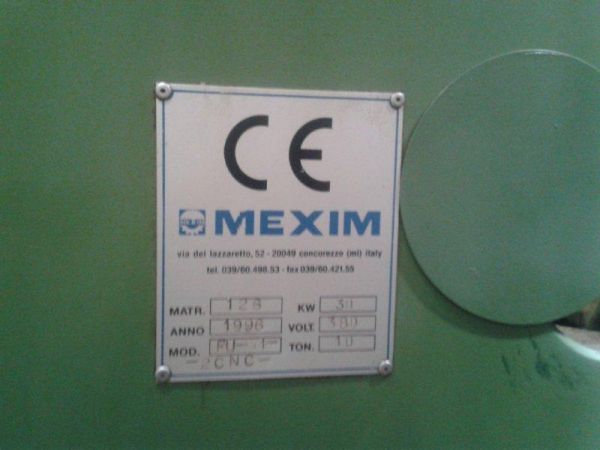 CE
MEXIM
via del lazzaretto, 52 - 20049 concorezzo (mi) italy
tel. 039/60.498.53 - fax 039/60.421.55
MATR. 128 KW 30
ANNO 1996 VOLT. 380
MOD. TON. 10
-2CNC-